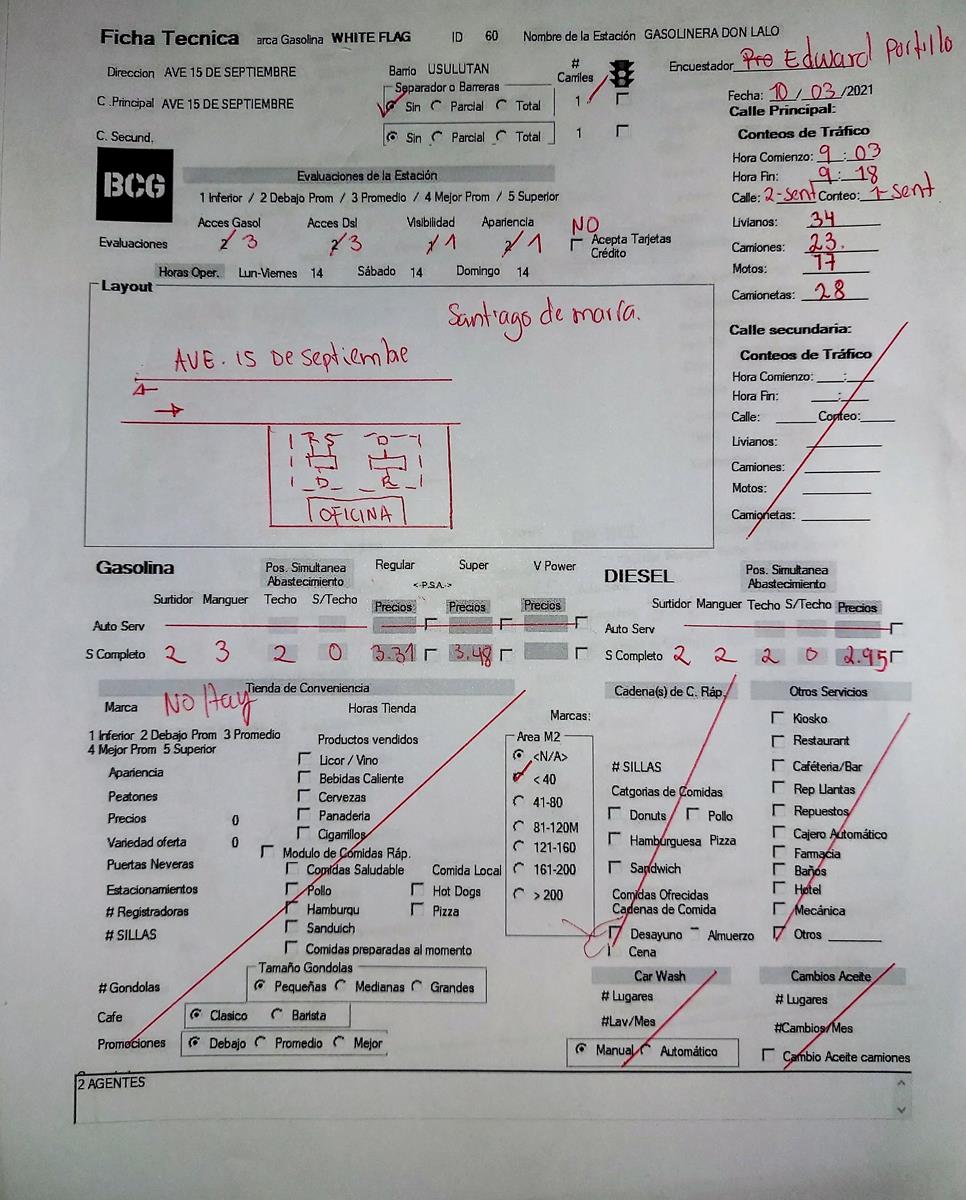 Ficha Tecnica arca Gasolina WHITE FLAG ID 60 Nombre de la Estación GASOLINERA DON LALO
Encuestador Edward Portillo
Direccion AVE 15 DE SEPTIEMBRE Barrio USULUTAN # Carriles
Fecha: 10 / 03 /2021
C .Principal AVE 15 DE SEPTIEMBRE Separador o Barreras Sin Parcial Total 1
C. Secund. Sin Parcial Total 1
Calle Principal:
Conteos de Tráfico
Hora Comienzo: 9 : 03
Hora Fin: 9 : 18
Calle: 2-sent Conteo: 1-sent
Livianos: 34
Camiones: 23.
Motos: 17
Camionetas: 28
BCG
Evaluaciones de la Estación
1 Inferior / 2 Debajo Prom / 3 Promedio / 4 Mejor Prom / 5 Superior
Acces Gasol Acces Dsl Visibilidad Apariencia NO
Evaluaciones 2 3 2 3 1 2 1 Acepta Tarjetas
Crédito
Horas Oper. Lun-Viernes 14 Sábado 14 Domingo 14
Layout
Santiago de maría.
AVE. 15 De Septiembre
R S D
D R
OFICINA
Calle secundaria:
Conteos de Tráfico
Hora Comienzo: ___:___
Hora Fin: ___:___
Calle: Conteo:
Livianos:
Camiones:
Motos:
Camionetas:
Gasolina Pos. Simultanea Abastecimiento Regular Super V Power
<-P.S.A.->
Surtidor Manguer Techo S/Techo Precios Precios Precios
Auto Serv
S Completo 2 3 2 0 3.31 3.48
DIESEL Pos. Simultanea Abastecimiento
Surtidor Manguer Techo S/Techo Precios
Auto Serv
S Completo 2 2 2 0 2.95
Tienda de Conveniencia
Marca No Hay Horas Tienda
1 Inferior 2 Debajo Prom 3 Promedio
4 Mejor Prom 5 Superior
Apariencia
Peatones
Precios 0
Variedad oferta 0
Puertas Neveras
Estacionamientos
# Registradoras
# SILLAS
Productos vendidos
Licor / Vino
Bebidas Caliente
Cervezas
Panaderia
Cigarrillos
Modulo de Comidas Ráp.
Comidas Saludable Comida Local
Pollo Hot Dogs
Hamburgu Pizza
Sanduich
Comidas preparadas al momento
Marcas:
Area M2
<N/A>
< 40
41-80
81-120M
121-160
161-200
> 200
# Gondolas Tamaño Gondolas
Pequeñas Medianas Grandes
Cafe Clasico Barista
Promociones Debajo Promedio Mejor
Cadena(s) de C. Ráp.
# SILLAS
Catgorias de Comidas
Donuts Pollo
Hamburguesa Pizza
Sandwich
Comidas Ofrecidas
Cadenas de Comida
Desayuno Almuerzo
Cena
Otros Servicios
Kiosko
Restaurant
Caféteria/Bar
Rep Llantas
Repuestos
Cajero Automático
Farmacia
Baños
Hotel
Mecánica
Otros
Car Wash
# Lugares
#Lav/Mes
Manual Automático
Cambios Aceite
# Lugares
#Cambios/Mes
Cambio Aceite camiones
2 AGENTES